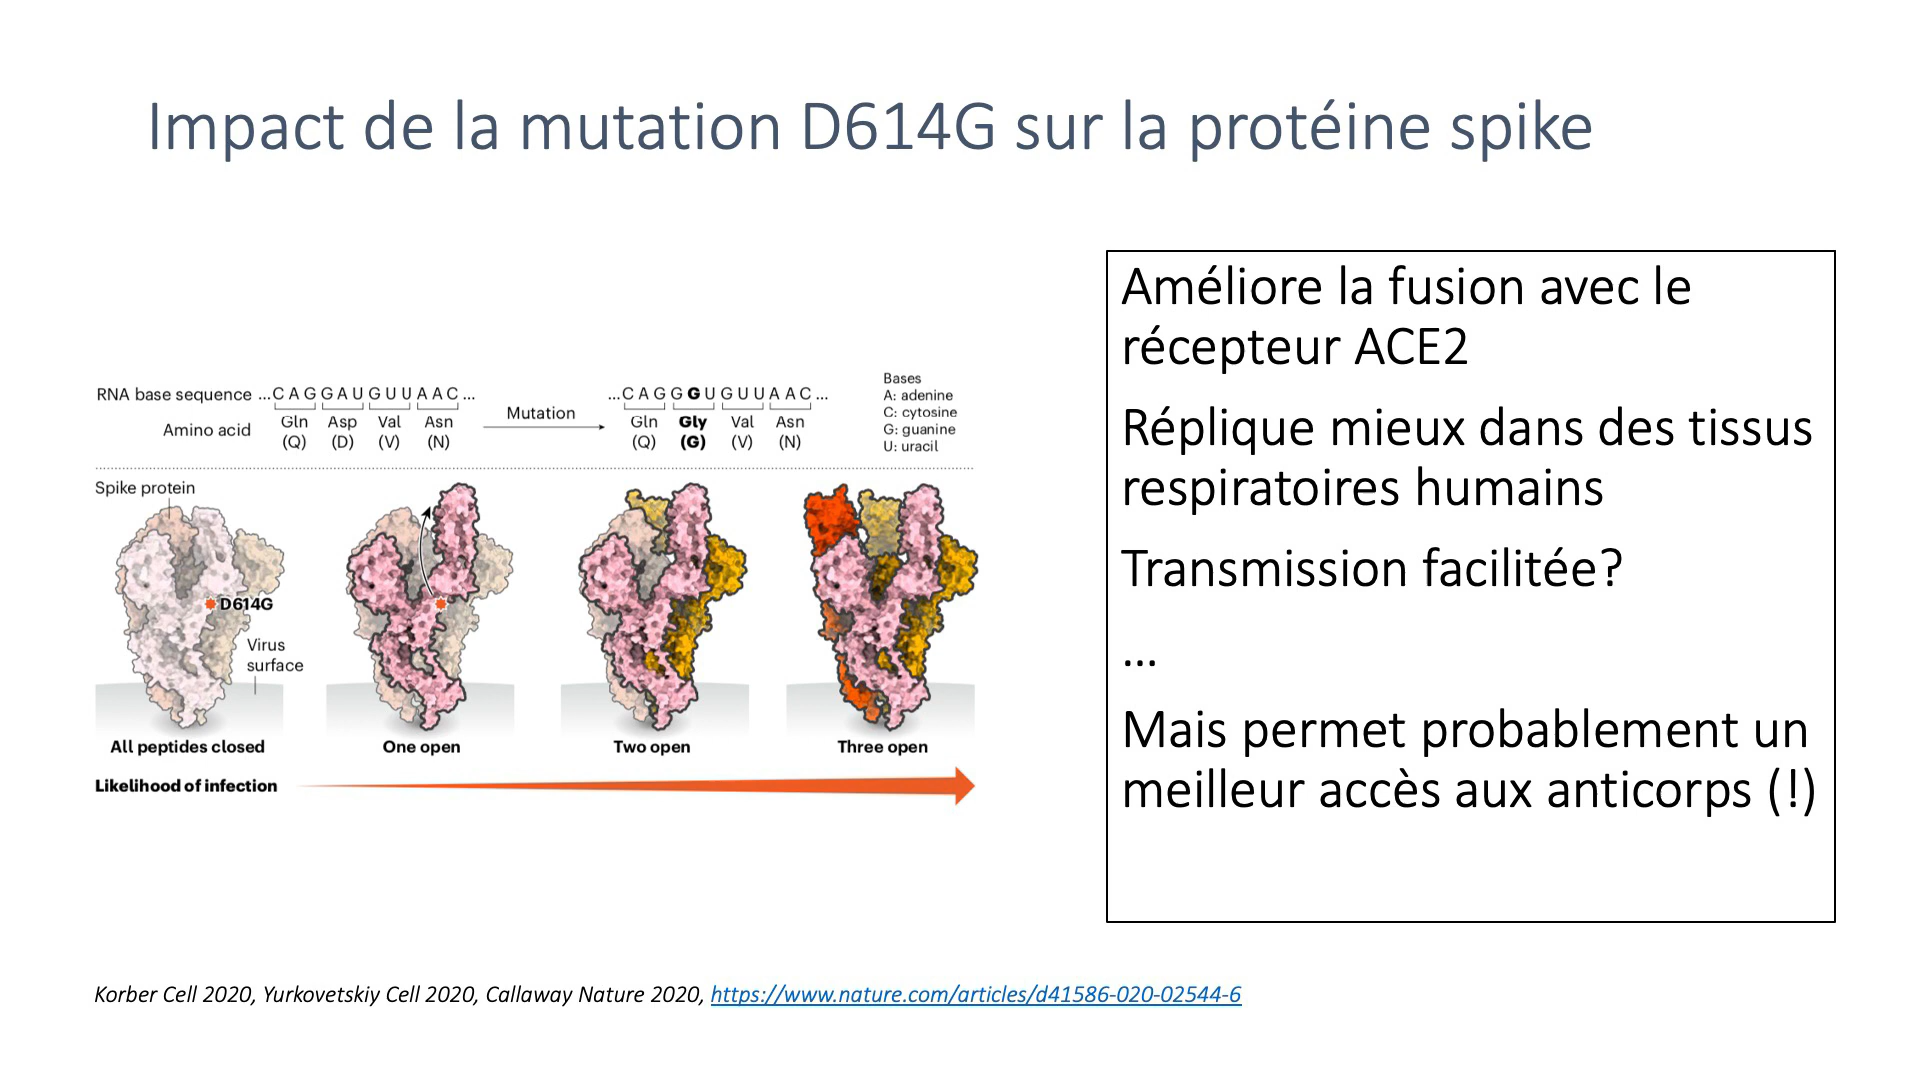 Impact de la mutation D614G sur la protéine spike
RNA base sequence ...C A G G A U G U U A A C...
Amino acid
Gln Asp Val Asn
(Q) (D) (V) (N)
Mutation
...C A G G G U G U U A A C...
Gln Gly Val Asn
(Q) (G) (V) (N)
Bases
A: adenine
C: cytosine
G: guanine
U: uracil
Spike protein
D614G
Virus
surface
All peptides closed
One open
Two open
Three open
Likelihood of infection
Améliore la fusion avec le
récepteur ACE2
Réplique mieux dans des tissus
respiratoires humains
Transmission facilitée?
...
Mais permet probablement un
meilleur accès aux anticorps (!)
Korber Cell 2020, Yurkovetskiy Cell 2020, Callaway Nature 2020, https://www.nature.com/articles/d41586-020-02544-6